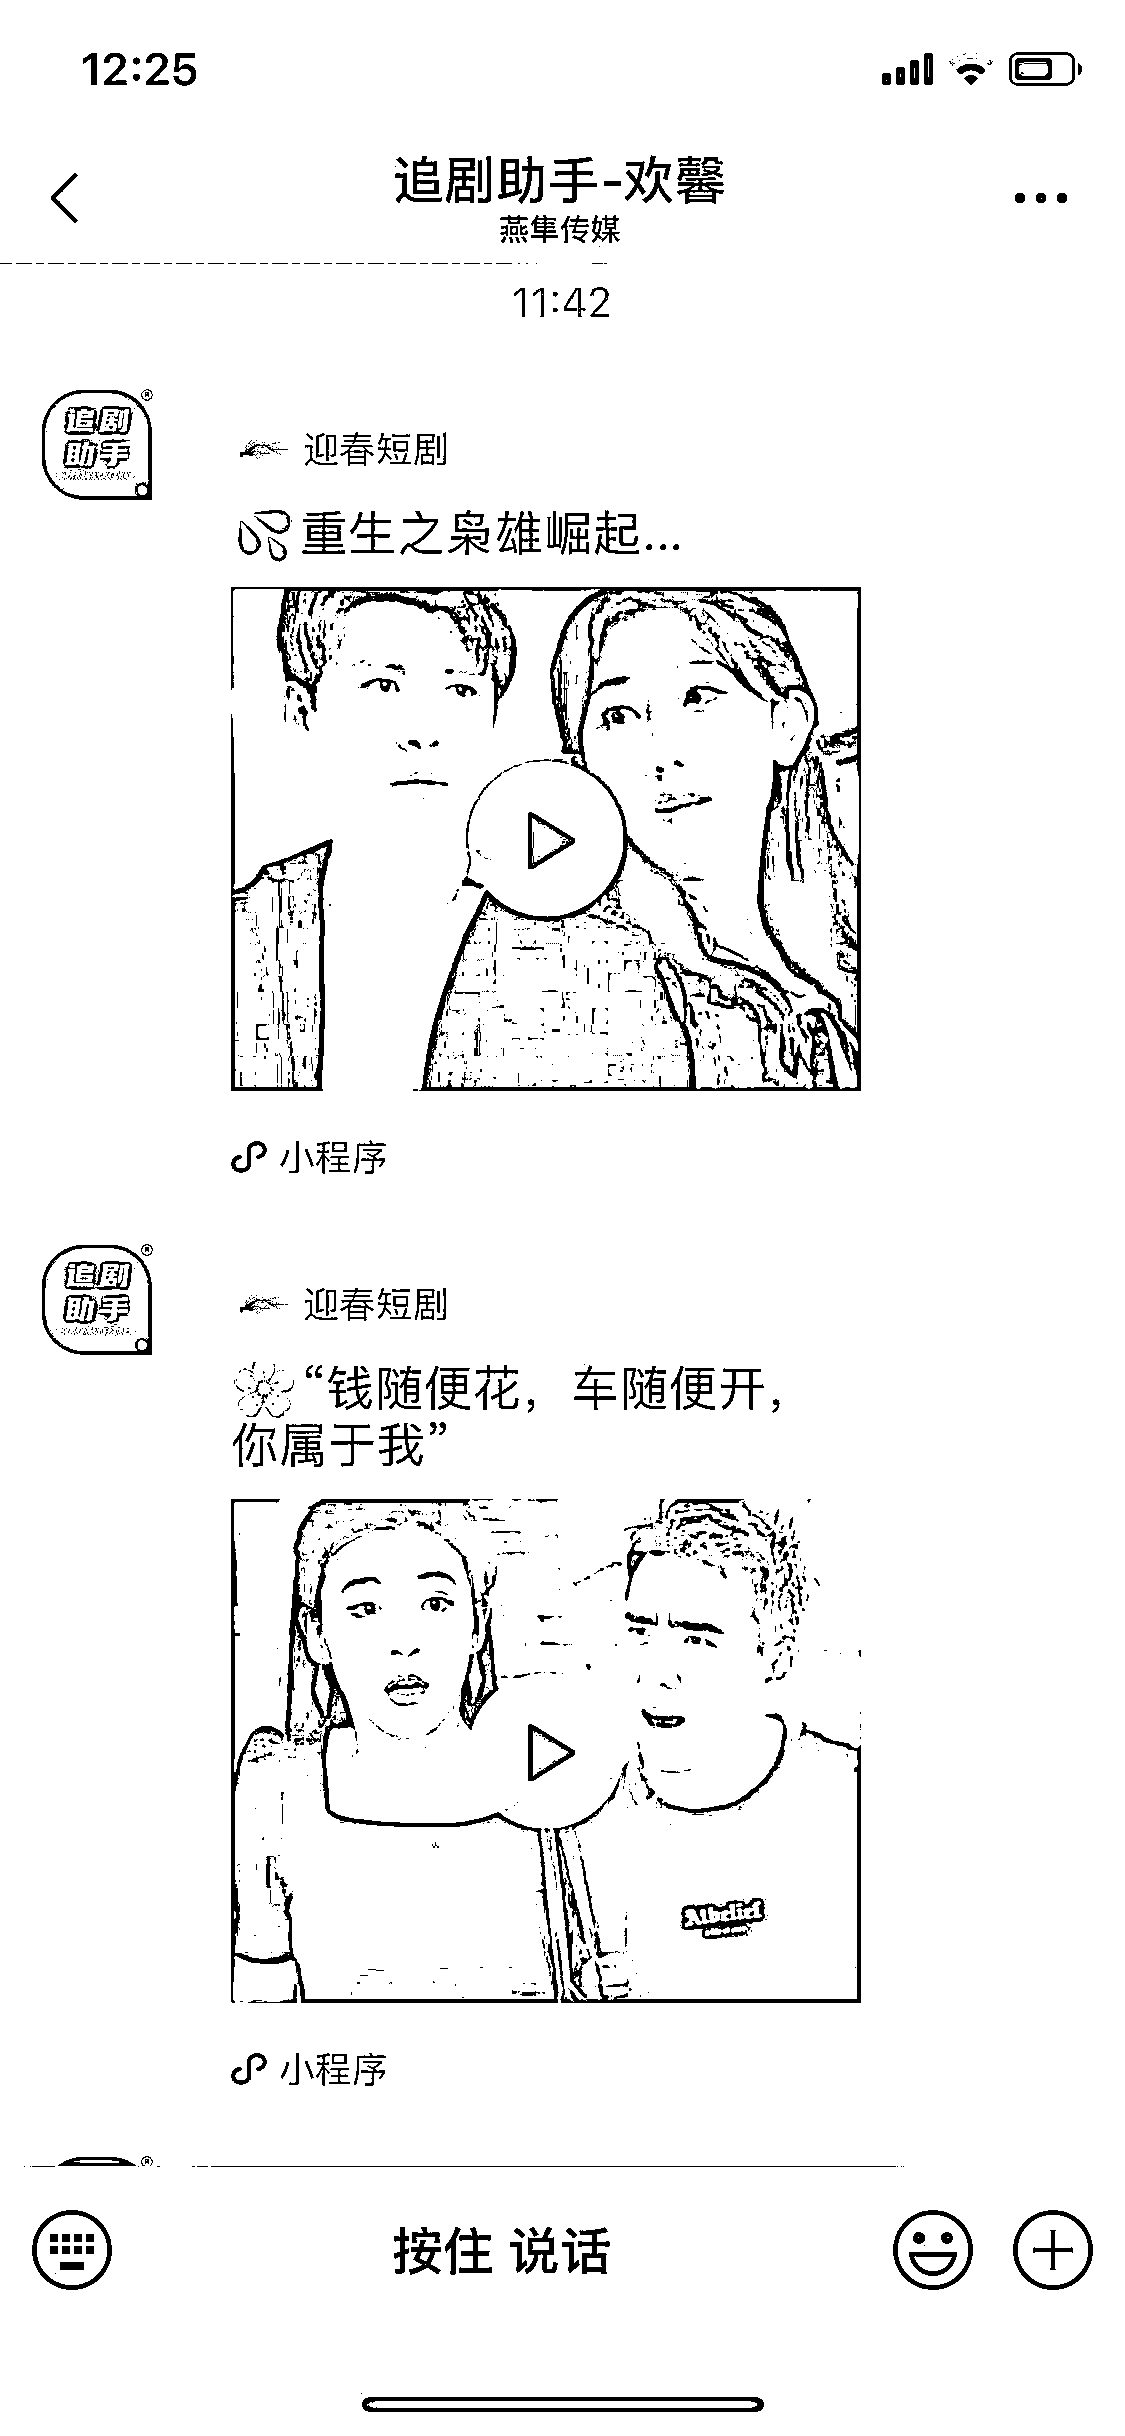 12:25
追剧助手-欢馨
燕隼传媒
11:42
追剧
助手
迎春短剧
💦重生之枭雄崛起...
小程序
追剧
助手
迎春短剧
🌸“钱随便花，车随便开，
你属于我”
小程序
按住 说话